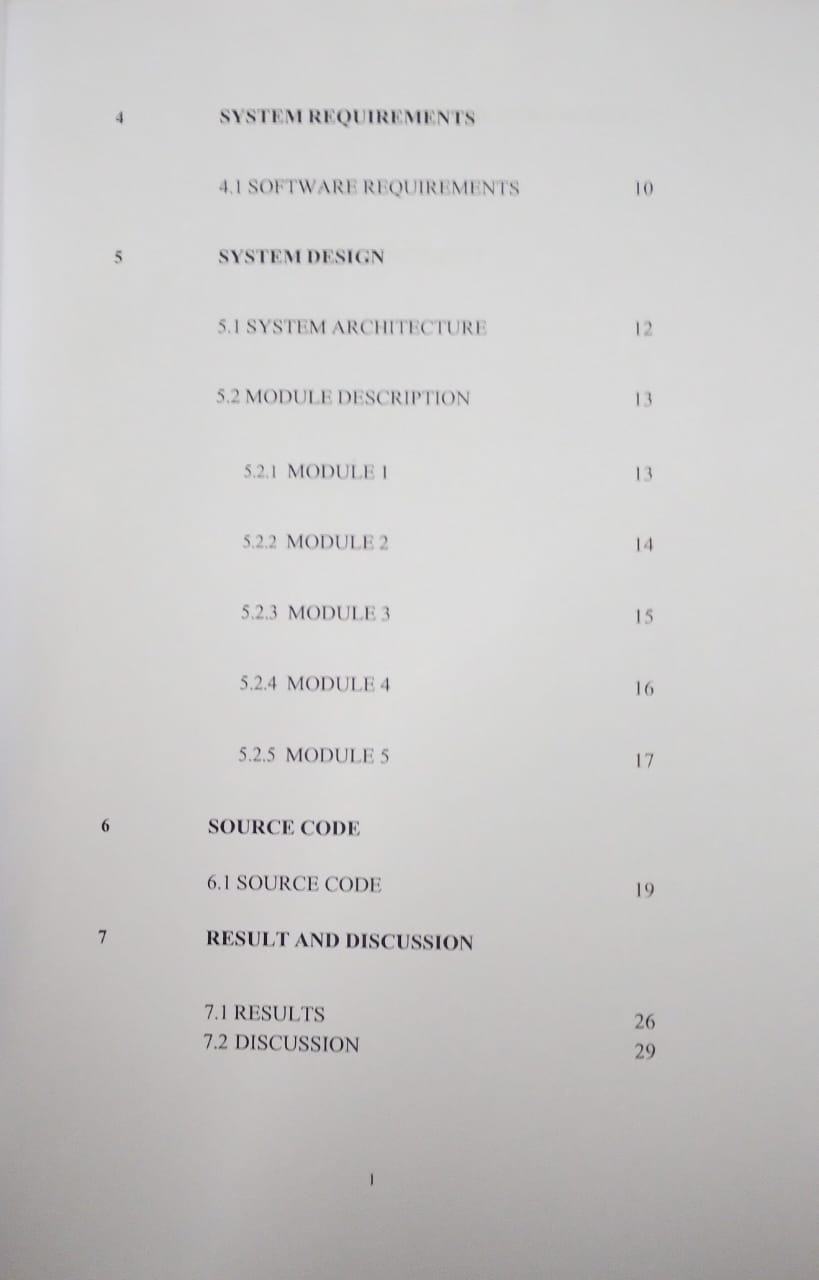 4 SYSTEM REQUIREMENTS
4.1 SOFTWARE REQUIREMENTS 10
5 SYSTEM DESIGN
5.1 SYSTEM ARCHITECTURE 12
5.2 MODULE DESCRIPTION 13
5.2.1 MODULE 1 13
5.2.2 MODULE 2 14
5.2.3 MODULE 3 15
5.2.4 MODULE 4 16
5.2.5 MODULE 5 17
6 SOURCE CODE
6.1 SOURCE CODE 19
7 RESULT AND DISCUSSION
7.1 RESULTS 26
7.2 DISCUSSION 29
1